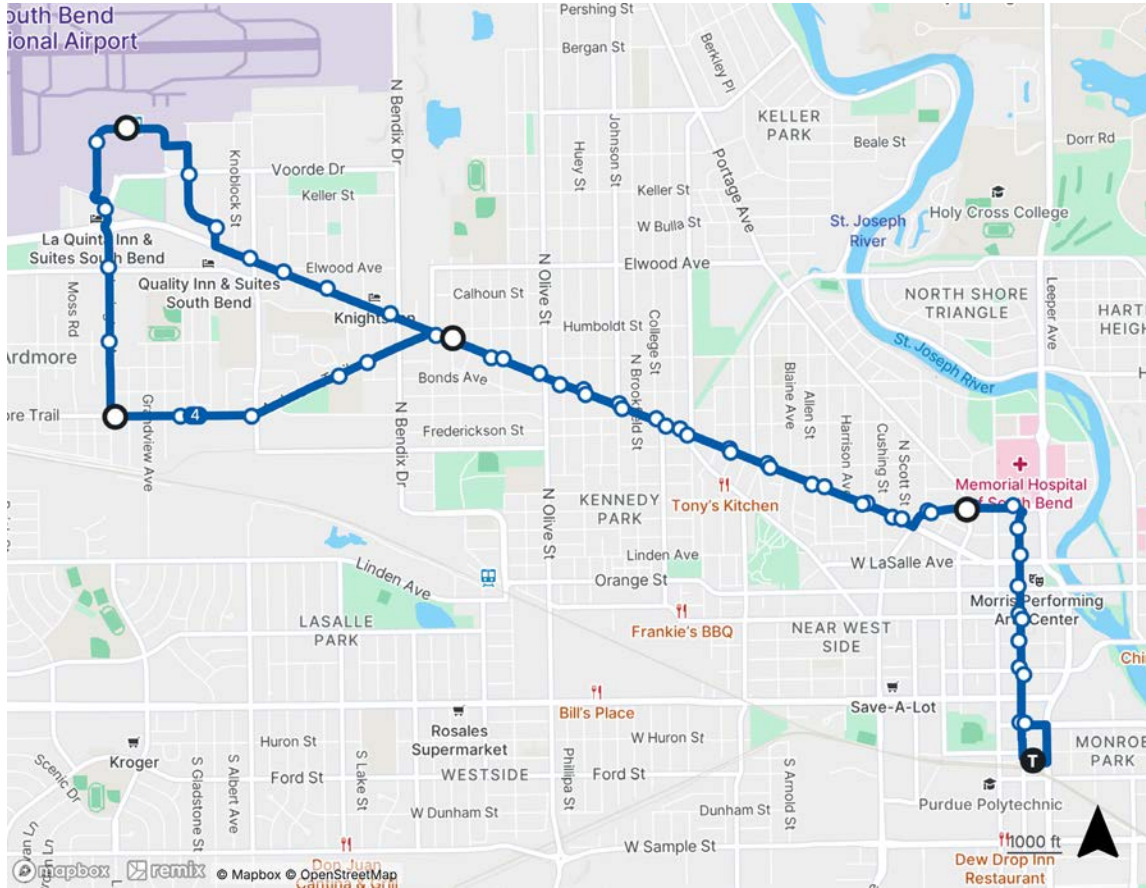 outh Bend
ional Airport
Pershing St
Bergan St
Berkley Pl
N Bendix Dr
KELLER
PARK
Beale St
Dorr Rd
Portage Ave
Johnson St
Huey St
Knoblock St
Voorde Dr
Keller St
Keller St
W Bulla St
Holy Cross College
St. Joseph
River
La Quinta Inn &
Suites South Bend
Elwood Ave
Elwood Ave
Quality Inn & Suites
South Bend
Moss Rd
Knights Inn
Calhoun St
N Olive St
Humboldt St
College St
NORTH SHORE
TRIANGLE
Leeper Ave
HART
HEIGH
St. Joseph River
Ardmore
Bonds Ave
N Brookfield St
Blaine Ave
Allen St
H
ore Trail
4
Grandview Ave
N Bendix Dr
Frederickson St
Harrison Ave
Cushing St
N Scott St
Memorial Hospital
of South Bend
KENNEDY
PARK
Tony's Kitchen
N Olive St
Linden Ave
Linden Ave
W LaSalle Ave
Orange St
Morris Performing
Arts Center
LASALLE
PARK
Frankie's BBQ
NEAR WEST
SIDE
Chi
Bill's Place
Save-A-Lot
Rosales
Supermarket
Huron St
W Huron St
MONROE
PARK
Kroger
Scenic Dr
S Gladstone St
S Albert Ave
Ford St
S Lake St
WESTSIDE
Phillipa St
Ford St
S Arnold St
T
Purdue Polytechnic
W Dunham St
Dunham St
W Sample St
1000 ft
van Ln
Dew Drop Inn
Restaurant
Don Juan
Cantina & Grill
mapbox remix © Mapbox © OpenStreetMap